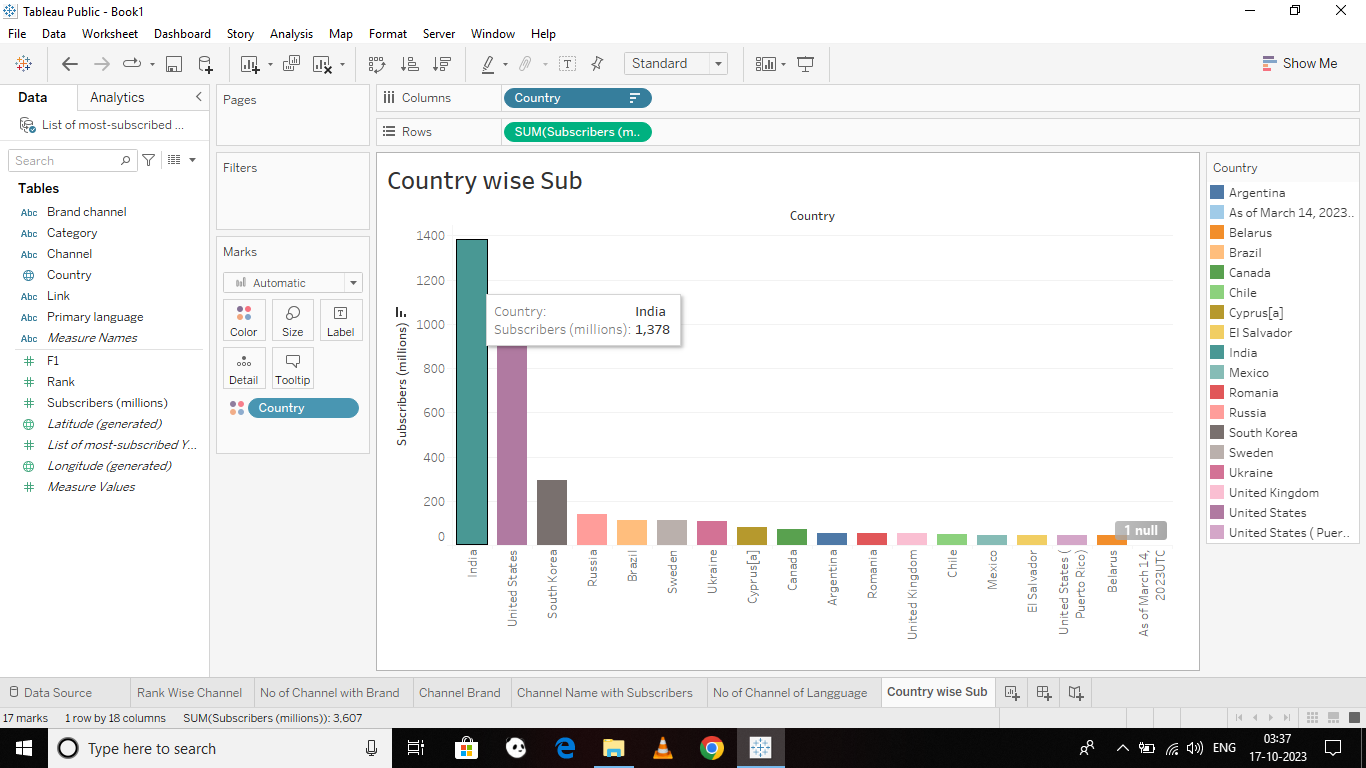 Tableau Public - Book1
File Data Worksheet Dashboard Story Analysis Map Format Server Window Help
Standard
Show Me
Data Analytics
List of most-subscribed ...
Search
Tables
Abc Brand channel
Abc Category
Abc Channel
Country
Abc Link
Abc Primary language
Abc Measure Names
# F1
# Rank
# Subscribers (millions)
Latitude (generated)
# List of most-subscribed Y...
Longitude (generated)
# Measure Values
Pages
Filters
Marks
Automatic
Color Size Label
Detail Tooltip
Country
Columns Country
Rows SUM(Subscribers (m..
Country wise Sub
Country
Subscribers (millions)
1400
1200
1000
800
600
400
200
0
Country: India
Subscribers (millions): 1,378
1 null
India
United States
South Korea
Russia
Brazil
Sweden
Ukraine
Cyprus[a]
Canada
Argentina
Romania
United Kingdom
Chile
Mexico
El Salvador
United States (
Puerto Rico)
Belarus
As of March 14,
2023UTC
Country
Argentina
As of March 14, 2023..
Belarus
Brazil
Canada
Chile
Cyprus[a]
El Salvador
India
Mexico
Romania
Russia
South Korea
Sweden
Ukraine
United Kingdom
United States
United States ( Puer..
Data Source Rank Wise Channel No of Channel with Brand Channel Brand Channel Name with Subscribers No of Channel of Langguage Country wise Sub
17 marks 1 row by 18 columns SUM(Subscribers (millions)): 3,607
Type here to search
ENG
03:37
17-10-2023